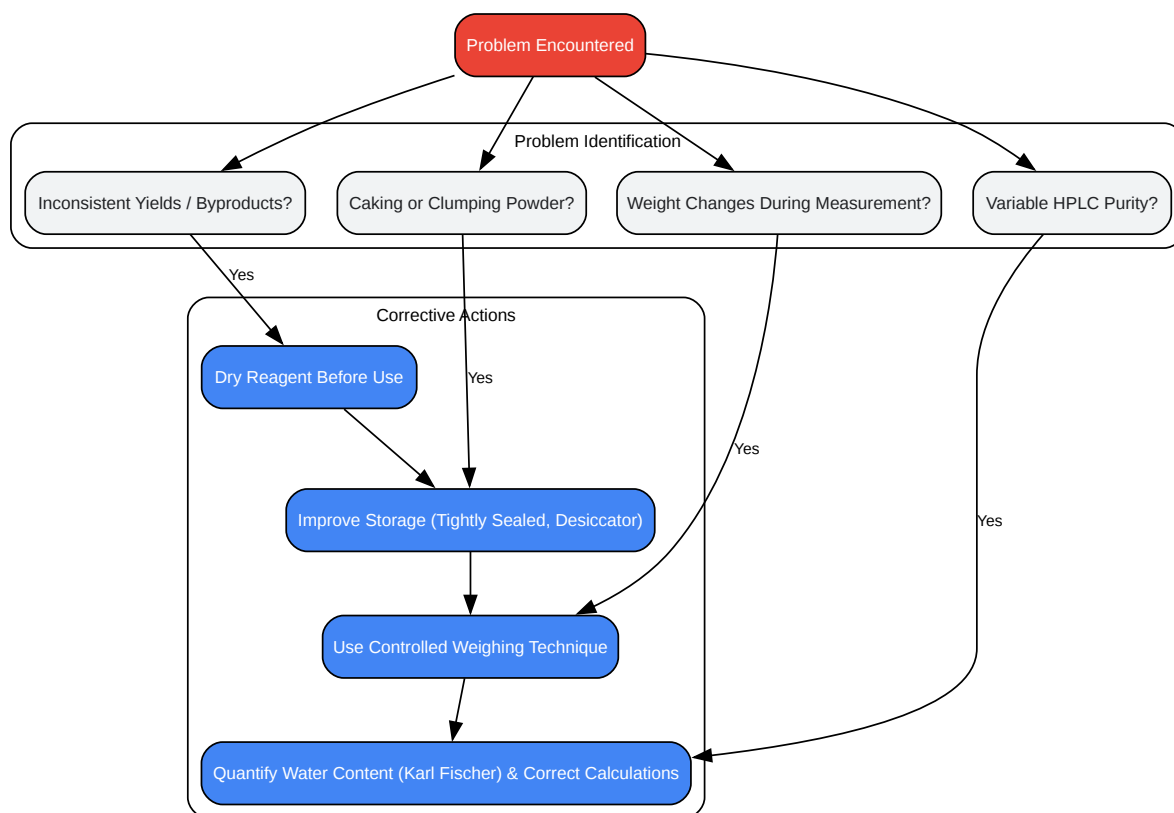 Problem Encountered
Problem Identification
Inconsistent Yields / Byproducts?
Caking or Clumping Powder?
Weight Changes During Measurement?
Variable HPLC Purity?
Yes
Corrective Actions
Dry Reagent Before Use
Yes
Yes
Improve Storage (Tightly Sealed, Desiccator)
Yes
Use Controlled Weighing Technique
Quantify Water Content (Karl Fischer) & Correct Calculations